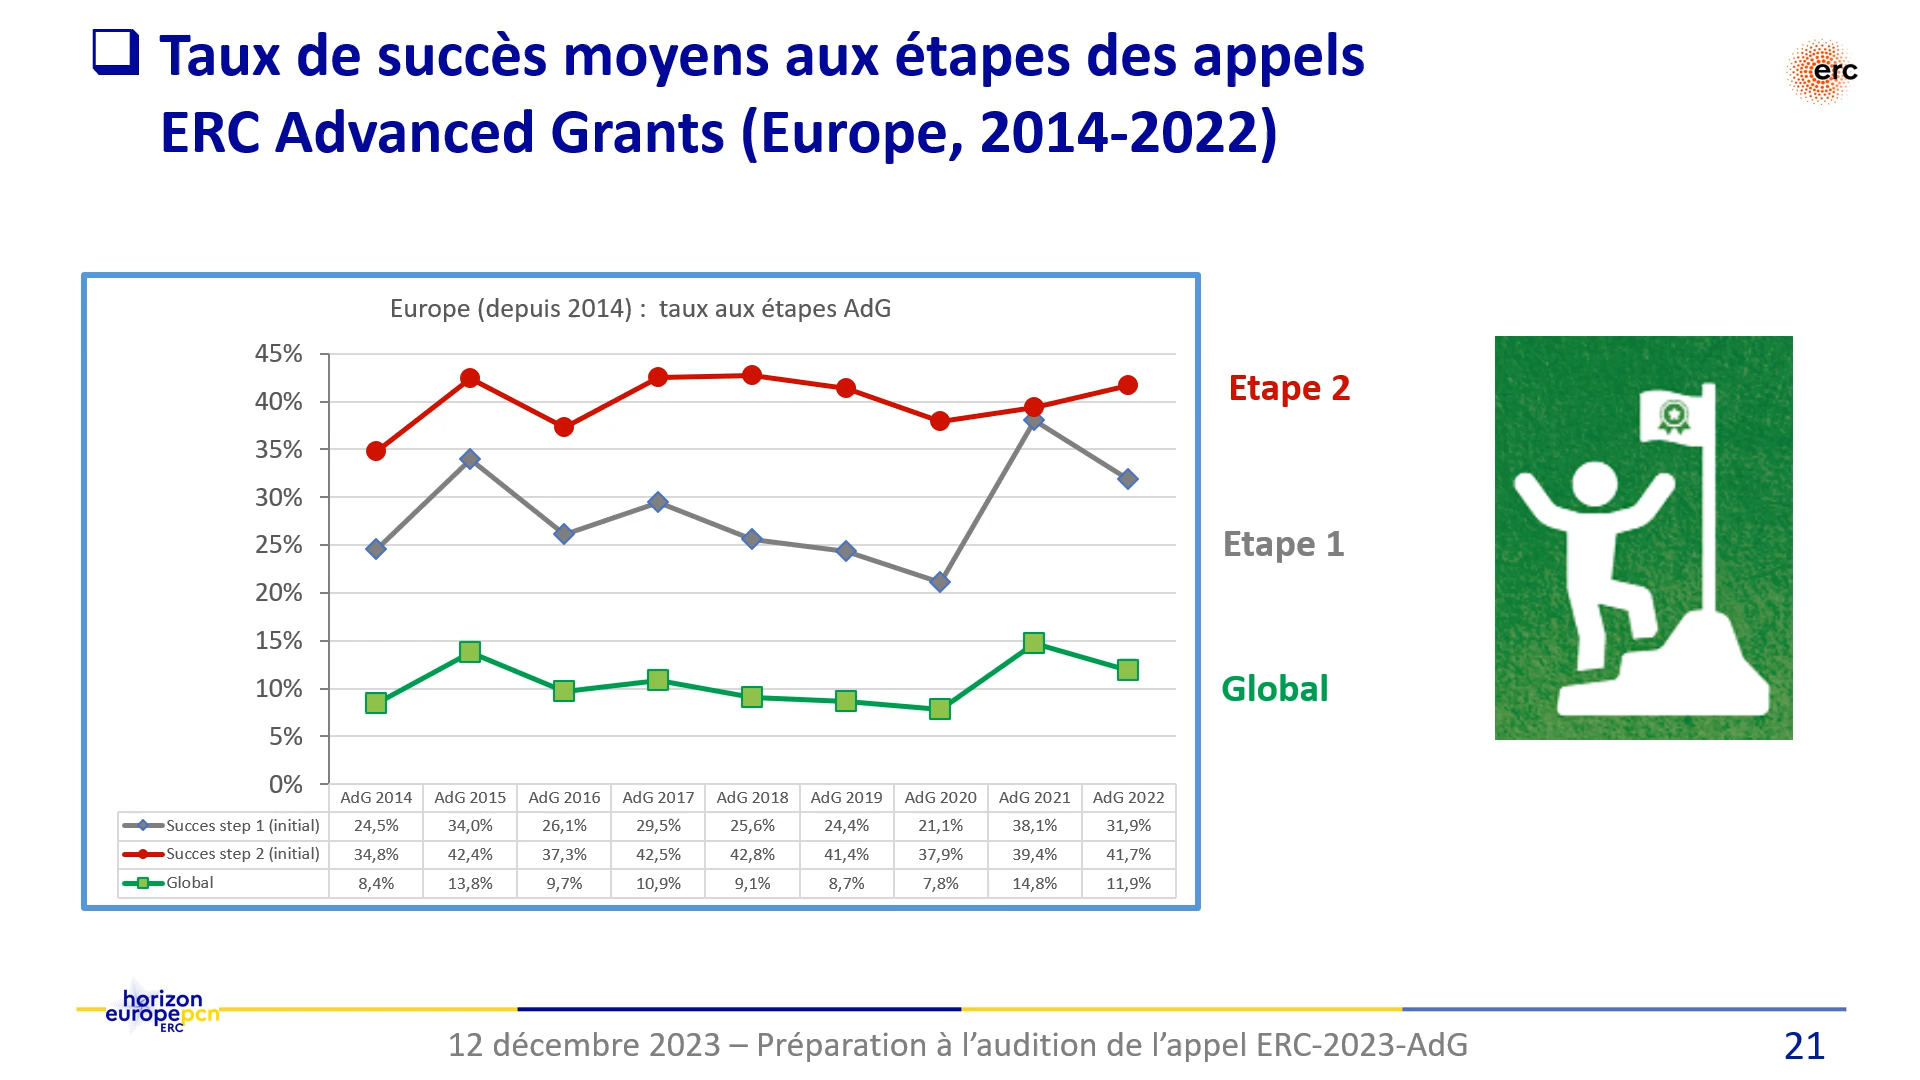 Taux de succès moyens aux étapes des appels
ERC Advanced Grants (Europe, 2014-2022)
erc
Europe (depuis 2014) :  taux aux étapes AdG
45%
40%
35%
30%
25%
20%
15%
10%
5%
0%
Etape 2
Etape 1
Global
AdG 2014 AdG 2015 AdG 2016 AdG 2017 AdG 2018 AdG 2019 AdG 2020 AdG 2021 AdG 2022
Succes step 1 (initial) 24,5% 34,0% 26,1% 29,5% 25,6% 24,4% 21,1% 38,1% 31,9%
Succes step 2 (initial) 34,8% 42,4% 37,3% 42,5% 42,8% 41,4% 37,9% 39,4% 41,7%
Global 8,4% 13,8% 9,7% 10,9% 9,1% 8,7% 7,8% 14,8% 11,9%
horizon
europepcn
ERC
12 décembre 2023 – Préparation à l’audition de l’appel ERC-2023-AdG
21